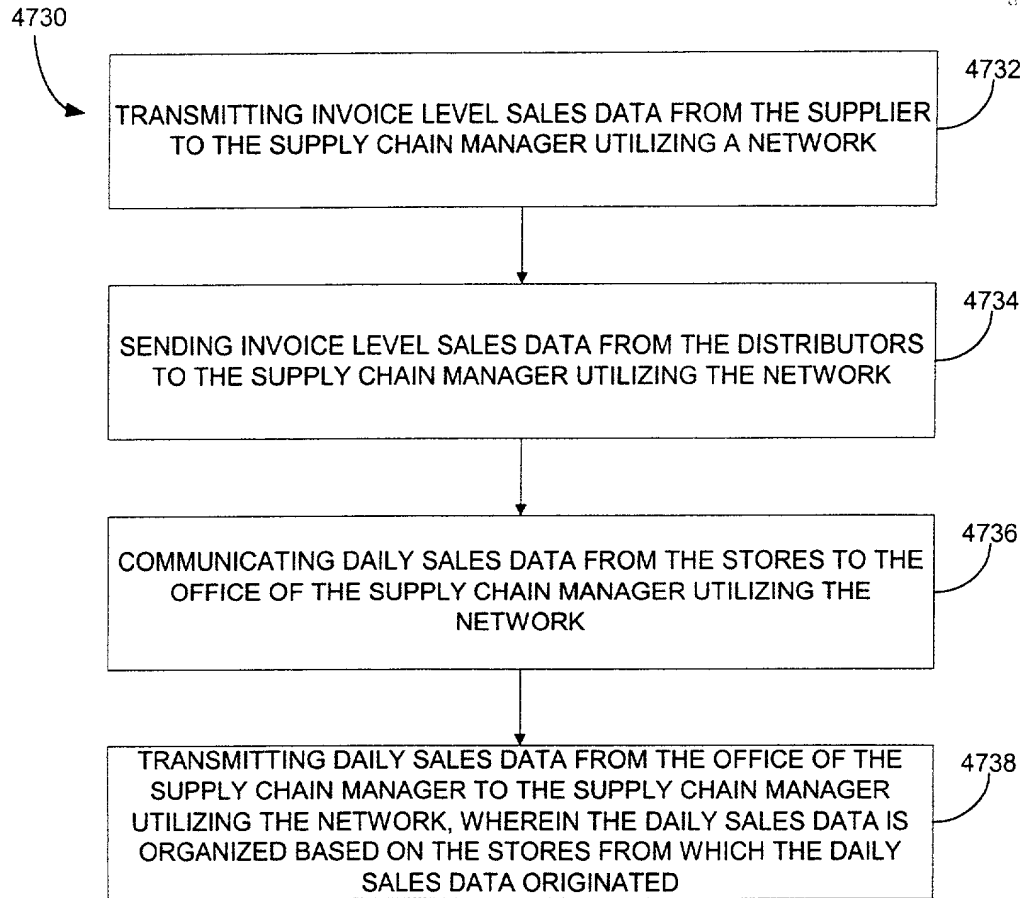 4730
4732
TRANSMITTING INVOICE LEVEL SALES DATA FROM THE SUPPLIER
TO THE SUPPLY CHAIN MANAGER UTILIZING A NETWORK
4734
SENDING INVOICE LEVEL SALES DATA FROM THE DISTRIBUTORS
TO THE SUPPLY CHAIN MANAGER UTILIZING THE NETWORK
4736
COMMUNICATING DAILY SALES DATA FROM THE STORES TO THE
OFFICE OF THE SUPPLY CHAIN MANAGER UTILIZING THE
NETWORK
4738
TRANSMITTING DAILY SALES DATA FROM THE OFFICE OF THE
SUPPLY CHAIN MANAGER TO THE SUPPLY CHAIN MANAGER
UTILIZING THE NETWORK, WHEREIN THE DAILY SALES DATA IS
ORGANIZED BASED ON THE STORES FROM WHICH THE DAILY
SALES DATA ORIGINATED